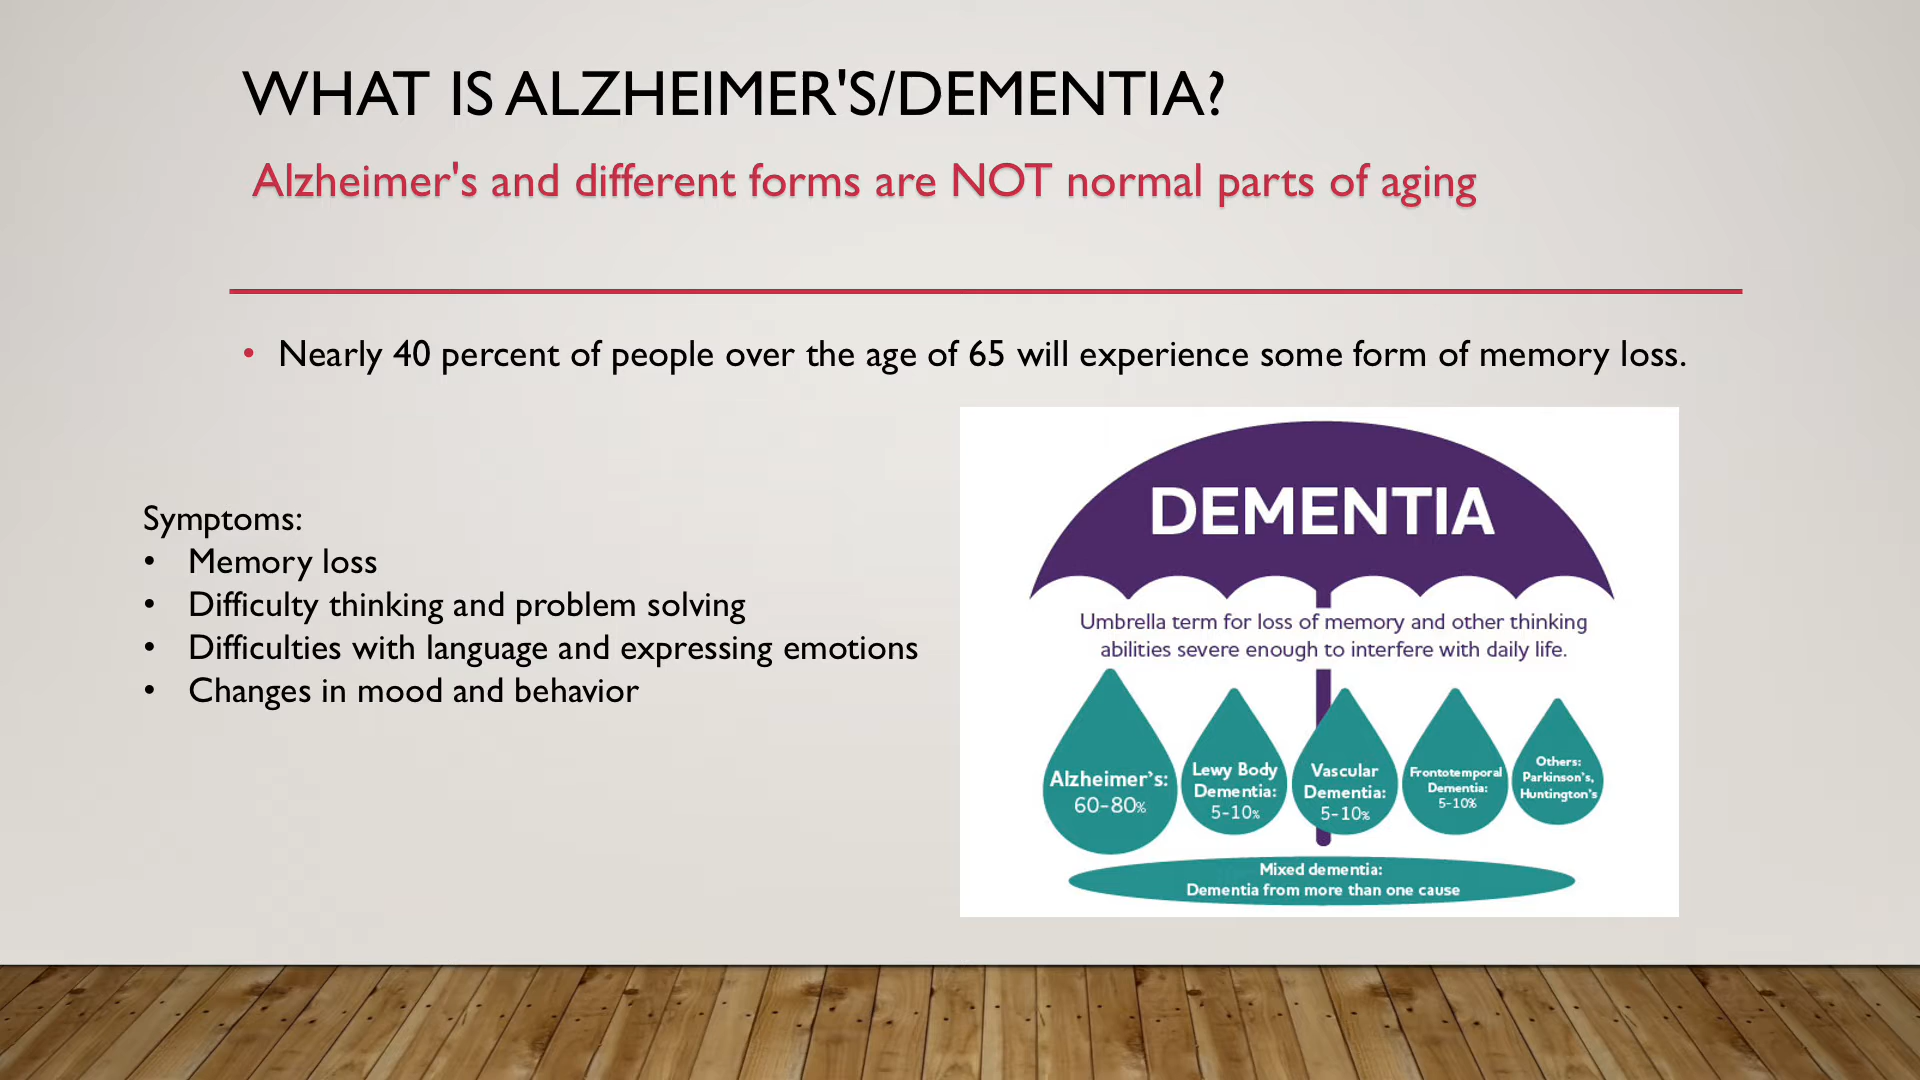 WHAT IS ALZHEIMER'S/DEMENTIA?
Alzheimer's and different forms are NOT normal parts of aging
• Nearly 40 percent of people over the age of 65 will experience some form of memory loss.
Symptoms:
• Memory loss
• Difficulty thinking and problem solving
• Difficulties with language and expressing emotions
• Changes in mood and behavior
DEMENTIA
Umbrella term for loss of memory and other thinking
abilities severe enough to interfere with daily life.
Alzheimer's:
60-80%
Lewy Body
Dementia:
5-10%
Vascular
Dementia:
5-10%
Frontotemporal
Dementia:
5-10%
Others:
Parkinson's,
Huntington's
Mixed dementia:
Dementia from more than one cause